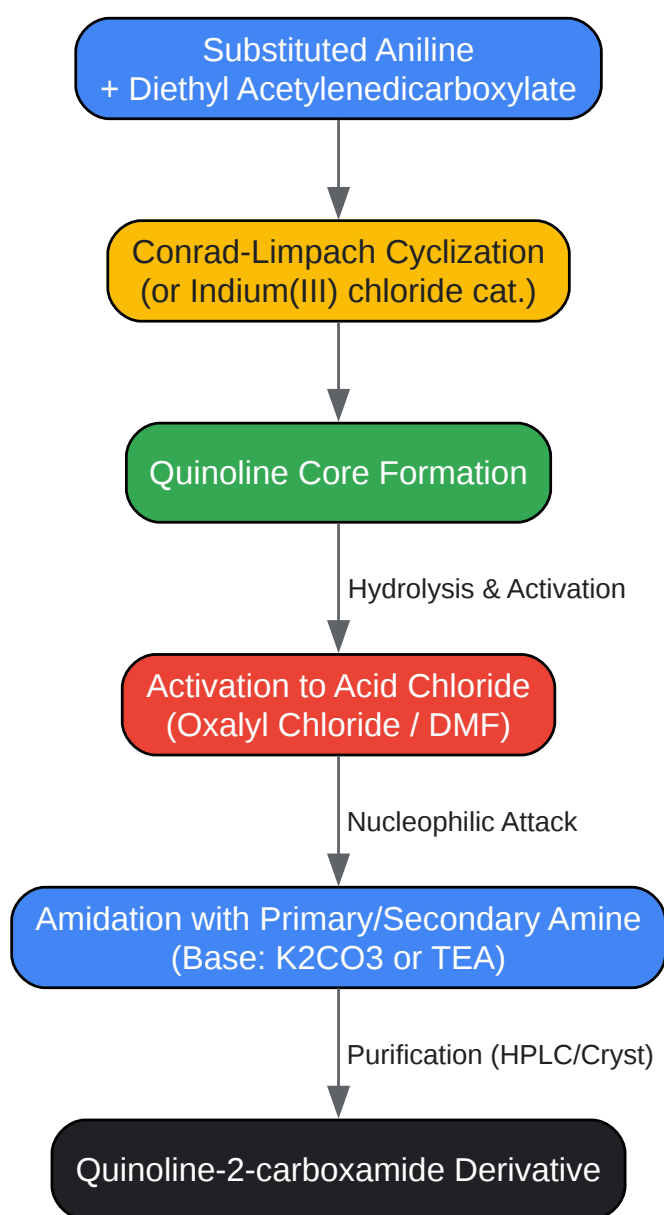 Substituted Aniline
+ Diethyl Acetylenedicarboxylate
Conrad-Limpach Cyclization
(or Indium(III) chloride cat.)
Quinoline Core Formation
Hydrolysis & Activation
Activation to Acid Chloride
(Oxalyl Chloride / DMF)
Nucleophilic Attack
Amidation with Primary/Secondary Amine
(Base: K2CO3 or TEA)
Purification (HPLC/Cryst)
Quinoline-2-carboxamide Derivative